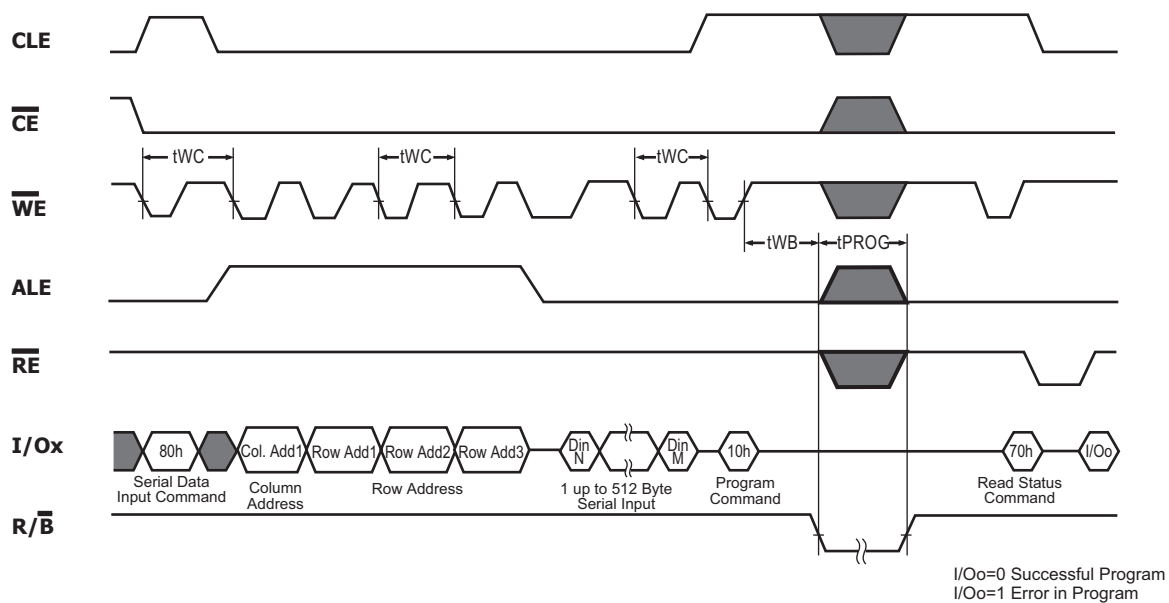 CLE
CE
tWC
tWC
tWC
WE
tWB
tPROG
ALE
RE
I/Ox
80h
Col. Add1
Row Add1
Row Add2
Row Add3
Din
N
Din
M
10h
70h
I/Oo
Serial Data
Input Command
Column
Address
Row Address
1 up to 512 Byte
Serial Input
Program
Command
Read Status
Command
R/B
I/Oo=0 Successful Program
I/Oo=1 Error in Program